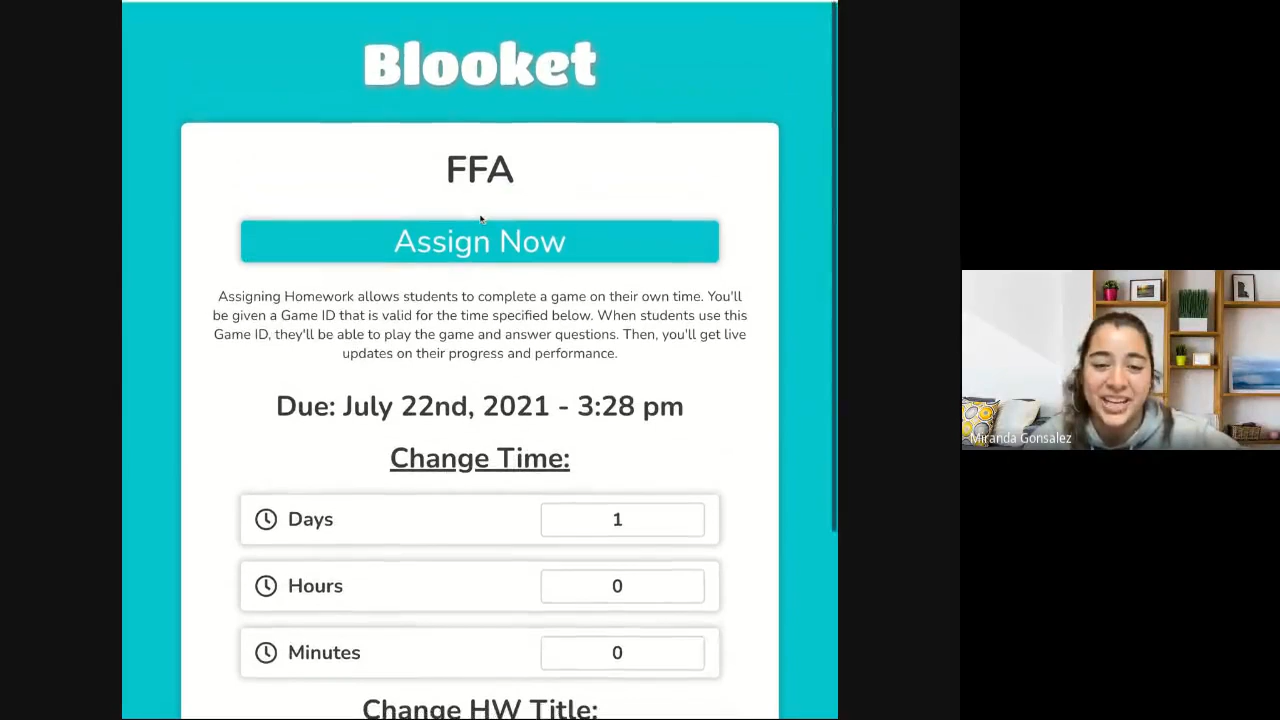 Blooket
FFA
Assign Now
Assigning Homework allows students to complete a game on their own time. You'll
be given a Game ID that is valid for the time specified below. When students use this
Game ID, they'll be able to play the game and answer questions. Then, you'll get live
updates on their progress and performance.
Due: July 22nd, 2021 - 3:28 pm
Change Time:
Days 1
Hours 0
Minutes 0
Change HW Title:
Miranda Gonsalez